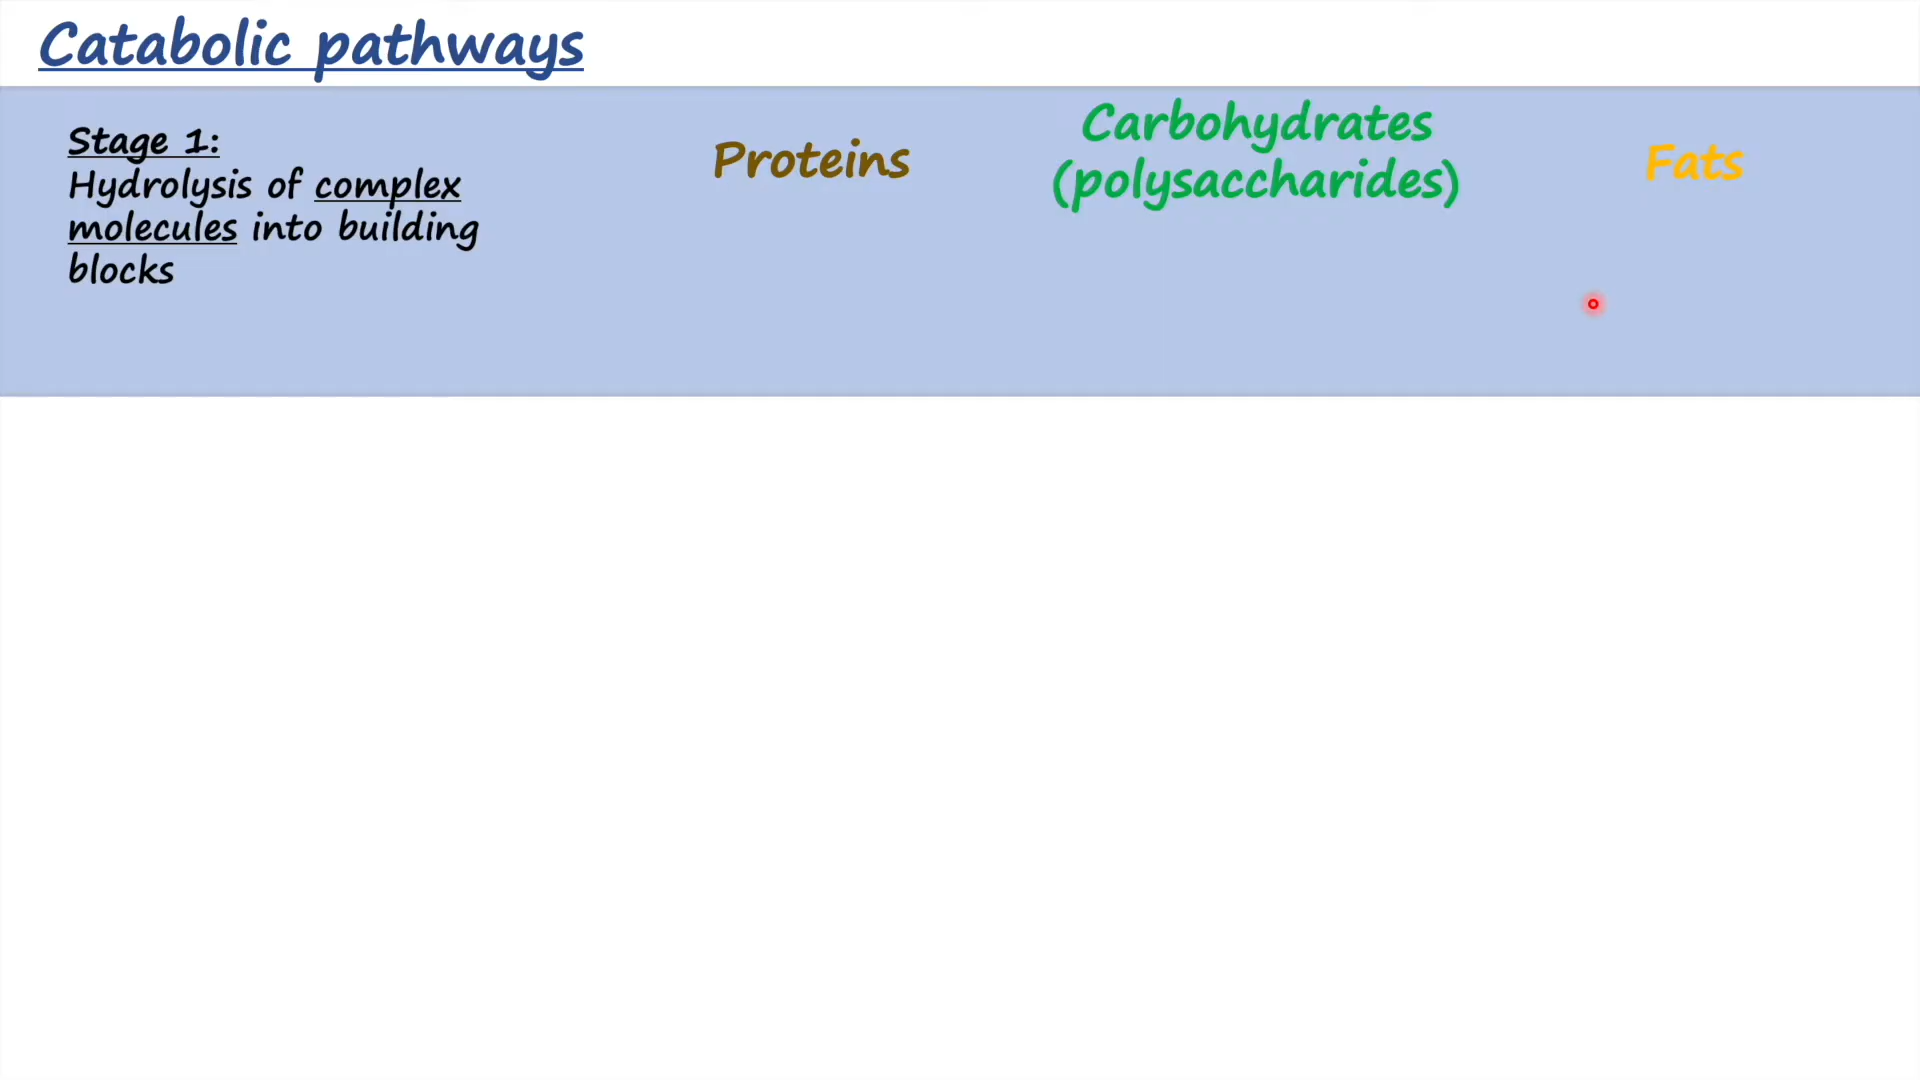 Catabolic pathways
Stage 1:
Hydrolysis of complex
molecules into building
blocks
Proteins
Carbohydrates
(polysaccharides)
Fats